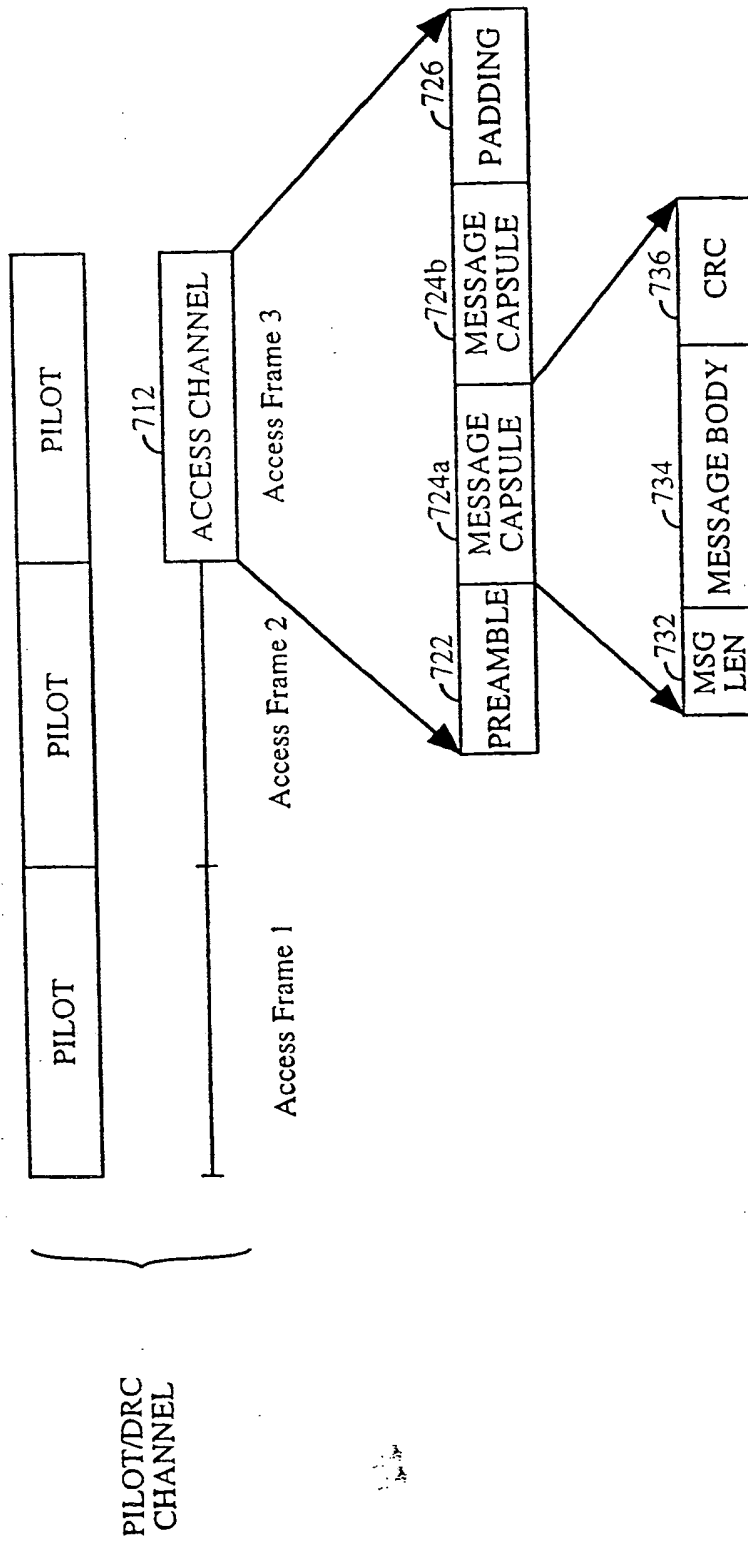 PILOT/DRC
CHANNEL
PILOT
PILOT
PILOT
712
ACCESS CHANNEL
Access Frame 1
Access Frame 2
Access Frame 3
722
724a
724b
726
PREAMBLE
MESSAGE
CAPSULE
MESSAGE
CAPSULE
PADDING
732
734
736
MSG
LEN
MESSAGE BODY
CRC